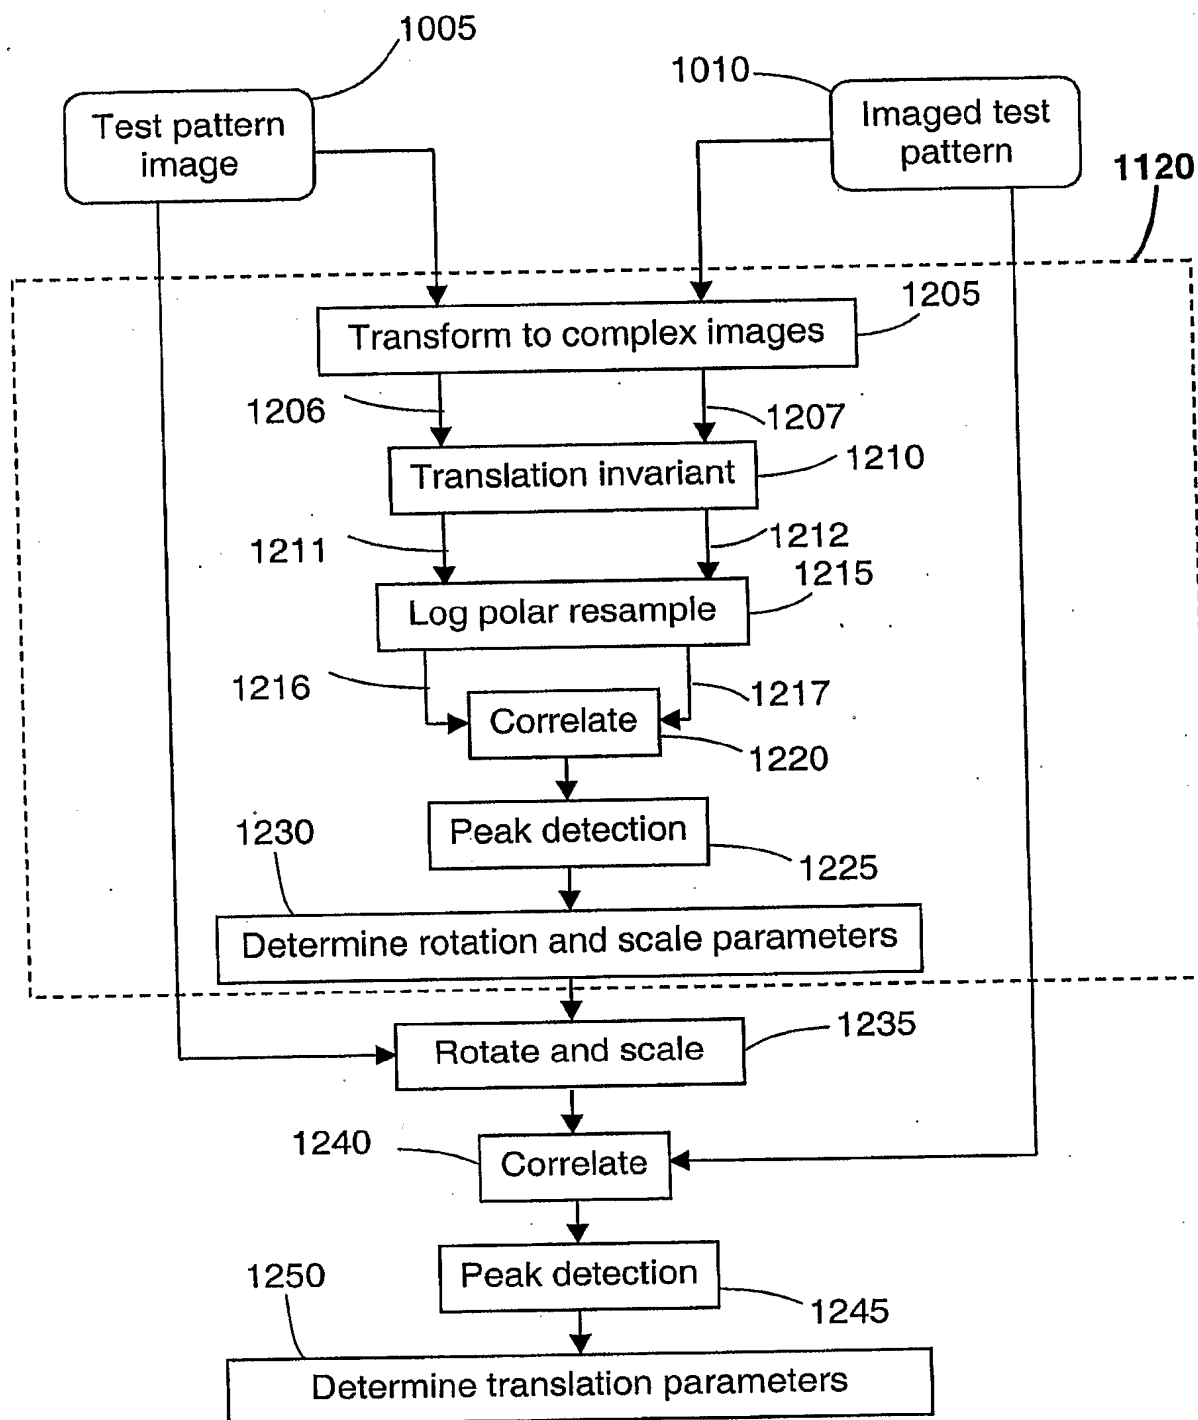 1005
1010
Test pattern
image
Imaged test
pattern
1120
1205
Transform to complex images
1206
1207
Translation invariant
1210
1211
1212
Log polar resample
1215
1216
1217
Correlate
1220
Peak detection
1230
1225
Determine rotation and scale parameters
Rotate and scale
1235
1240
Correlate
Peak detection
1250
1245
Determine translation parameters